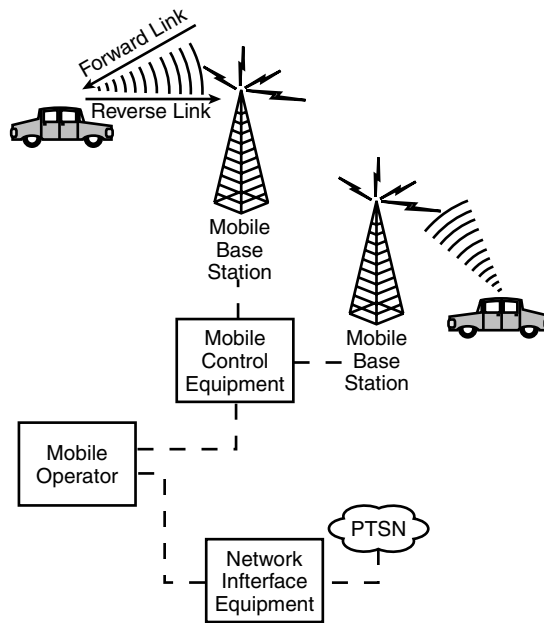 Forward Link
Reverse Link
Mobile
Base
Station
Mobile
Control
Equipment
Mobile
Base
Station
Mobile
Operator
PTSN
Network
Infterface
Equipment